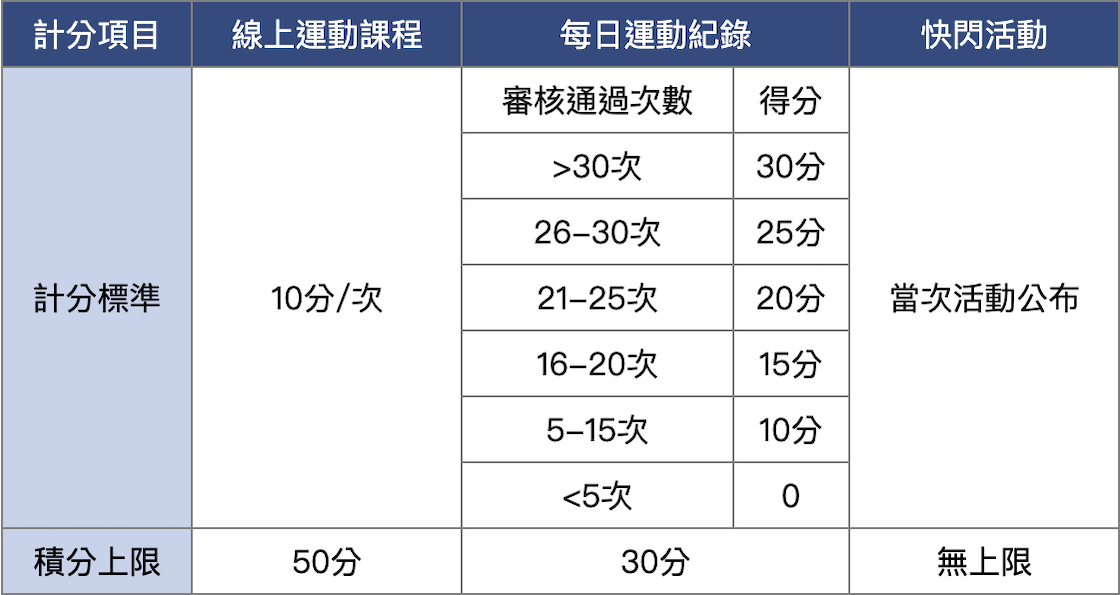 計分項目 線上運動課程 每日運動紀錄 快閃活動
審核通過次數 得分
>30次 30分
26–30次 25分
計分標準 10分/次 21–25次 20分 當次活動公布
16–20次 15分
5–15次 10分
<5次 0
積分上限 50分 30分 無上限